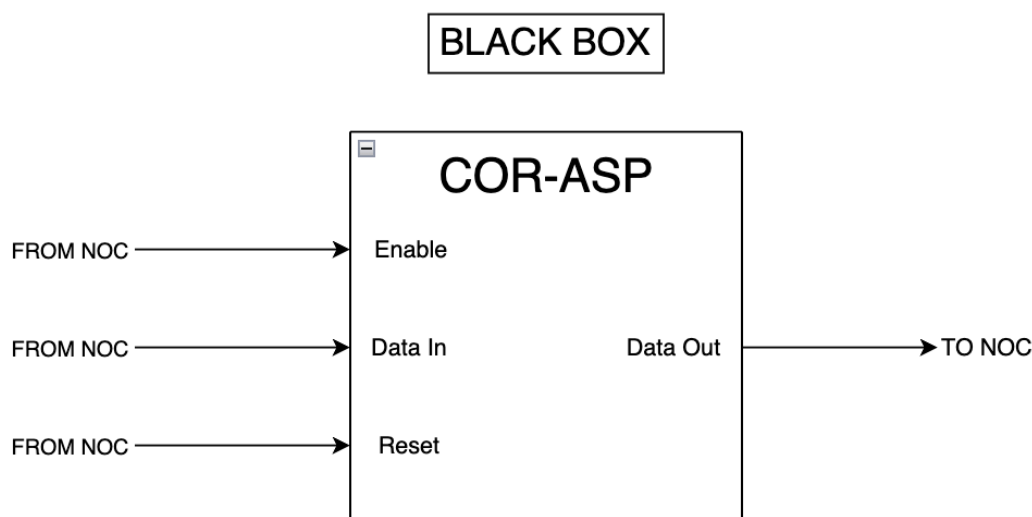 BLACK BOX
COR-ASP
FROM NOC
Enable
FROM NOC
Data In
Data Out
TO NOC
FROM NOC
Reset